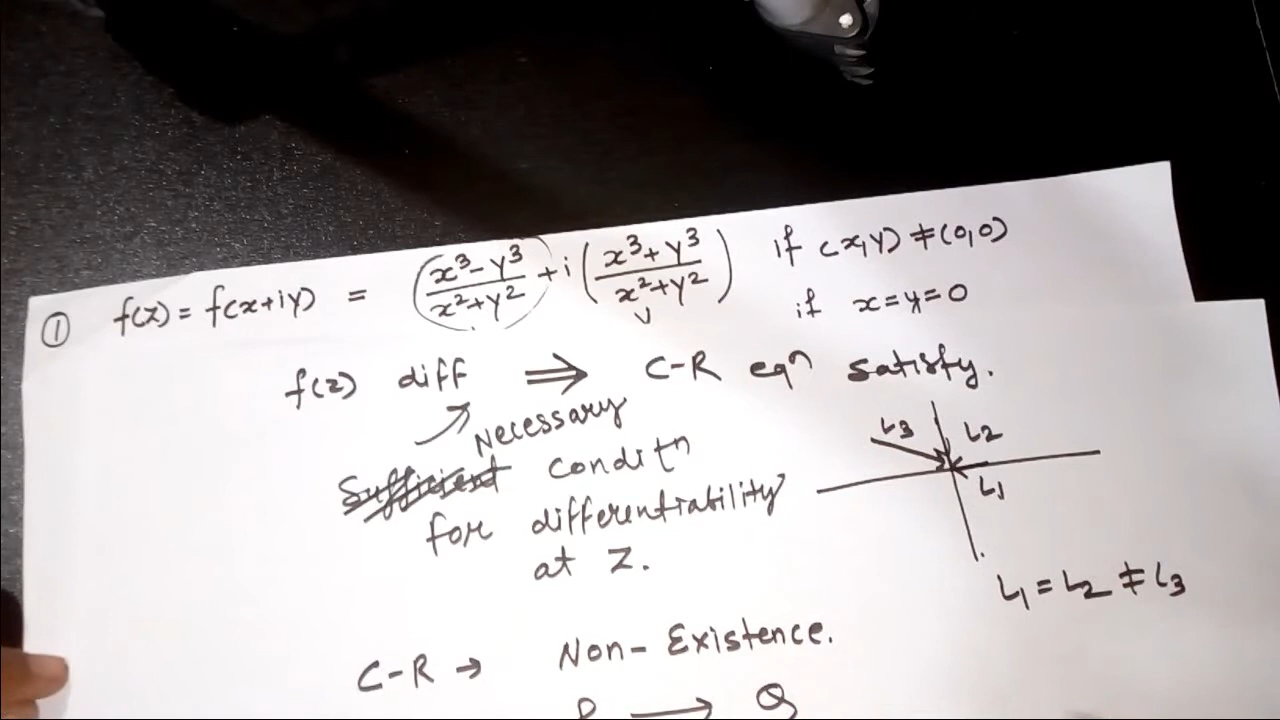 ① f(z) = f(x+iy) = (x³-y³/x²+y²) + i (x³+y³/x²+y²) if (x,y) ≠ (0,0)
v
if x=y=0
f(z) diff ⇒ C-R eqⁿ satisfy.
Necessary
Sufficient conditⁿ
for differentiability
at z.
L3 L2
L1
L1 = L2 ≠ L3
C-R → Non-Existence.
P → Q